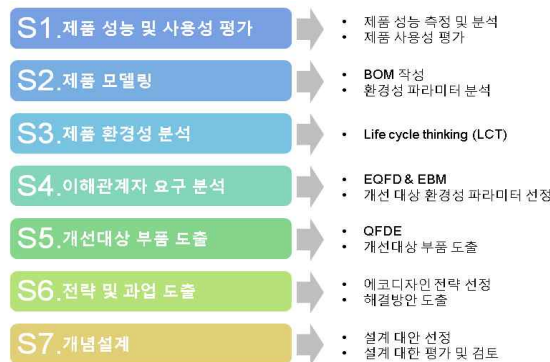 S1.제품 성능 및 사용성 평가
• 제품 성능 측정 및 분석
• 제품 사용성 평가
S2.제품 모델링
• BOM 작성
• 환경성 파라미터 분석
S3.제품 환경성 분석
• Life cycle thinking (LCT)
S4.이해관계자 요구 분석
• EQFD & EBM
• 개선 대상 환경성 파라미터 선정
S5.개선대상 부품 도출
• QFDE
• 개선대상 부품 도출
S6.전략 및 과업 도출
• 에코디자인 전략 선정
• 해결방안 도출
S7.개념설계
• 설계 대안 선정
• 설계 대한 평가 및 검토